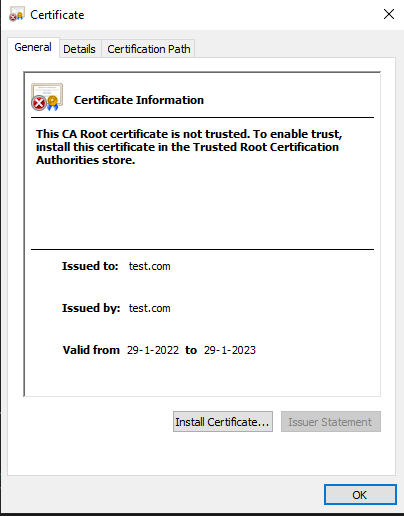 Certificate
General
Details
Certification Path
Certificate Information
This CA Root certificate is not trusted. To enable trust,
install this certificate in the Trusted Root Certification
Authorities store.
Issued to: test.com
Issued by: test.com
Valid from 29-1-2022 to 29-1-2023
Install Certificate...
Issuer Statement
OK